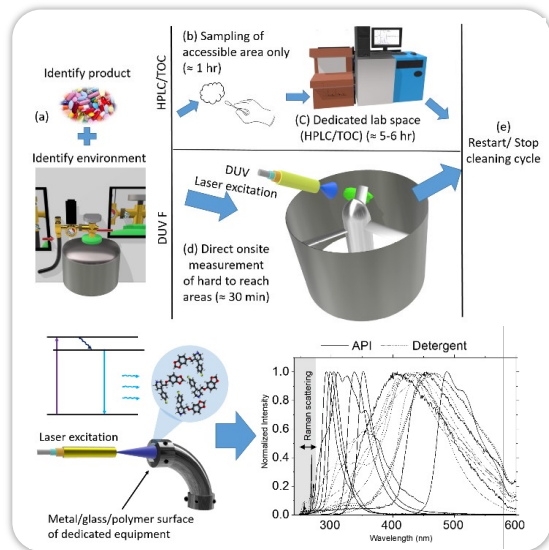 Identify product
(a)
Identify environment
HPLC/TOC
(b) Sampling of
accessible area only
(≈ 1 hr)
(C) Dedicated lab space
(HPLC/TOC) (≈ 5-6 hr)
(e)
Restart/ Stop
cleaning cycle
DUV F
DUV
Laser excitation
(d) Direct onsite
measurement
of hard to reach
areas (≈ 30 min)
Laser excitation
Metal/glass/polymer surface
of dedicated equipment
API
Detergent
Normalized Intensity
1.0
0.8
0.6
0.4
0.2
0.0
Raman scattering
300
400
500
600
Wavelength (nm)